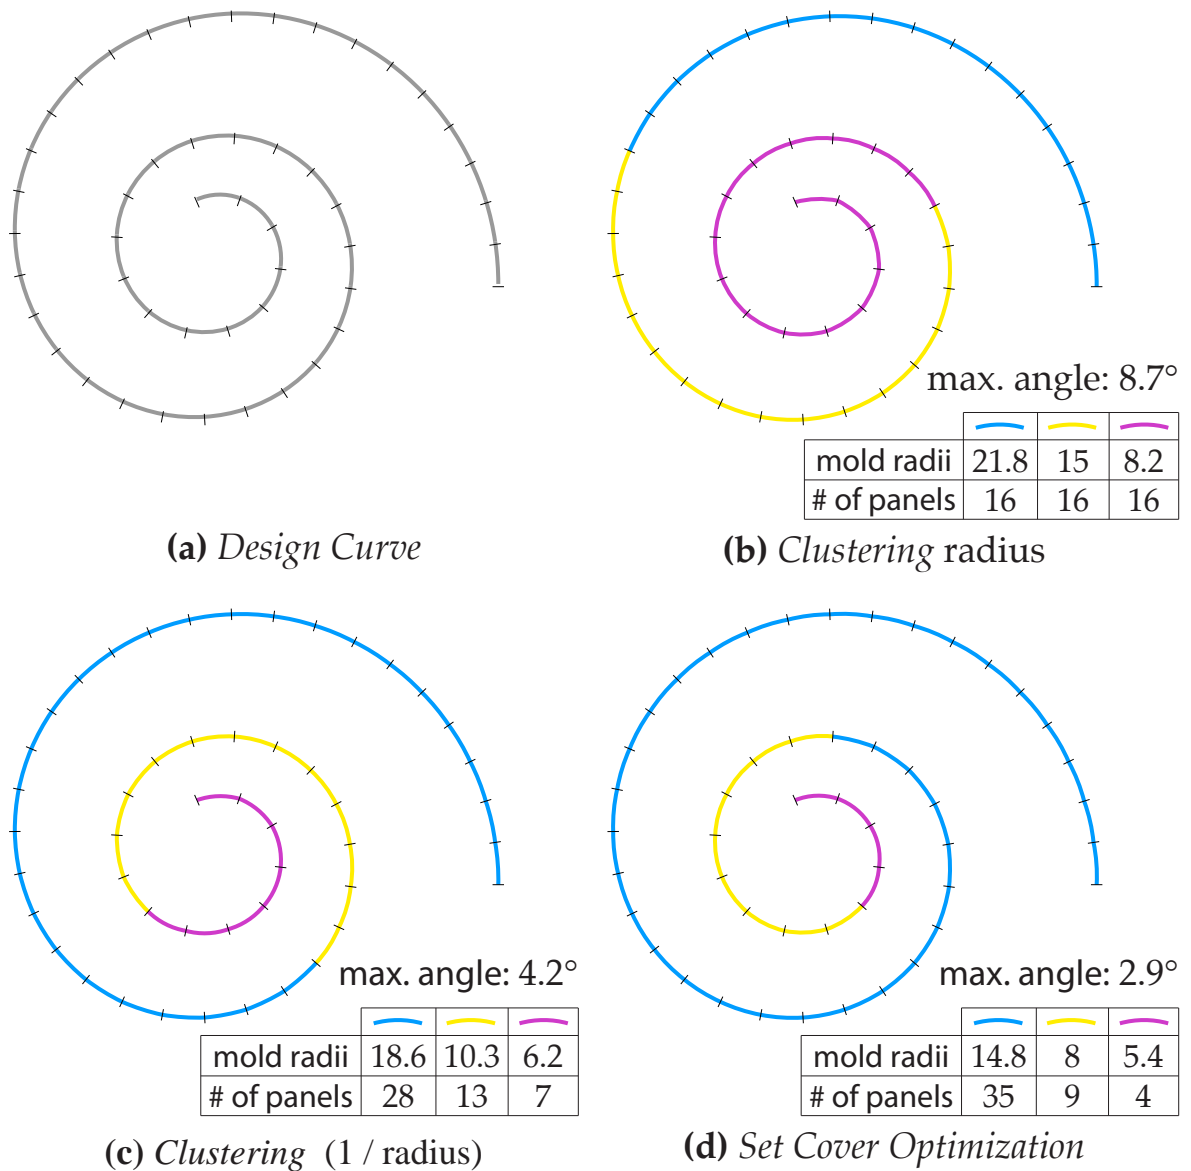 max. angle: 8.7°
mold radii 21.8 15 8.2
# of panels 16 16 16
(a) Design Curve
(b) Clustering radius
max. angle: 4.2°
mold radii 18.6 10.3 6.2
# of panels 28 13 7
max. angle: 2.9°
mold radii 14.8 8 5.4
# of panels 35 9 4
(c) Clustering (1 / radius)
(d) Set Cover Optimization